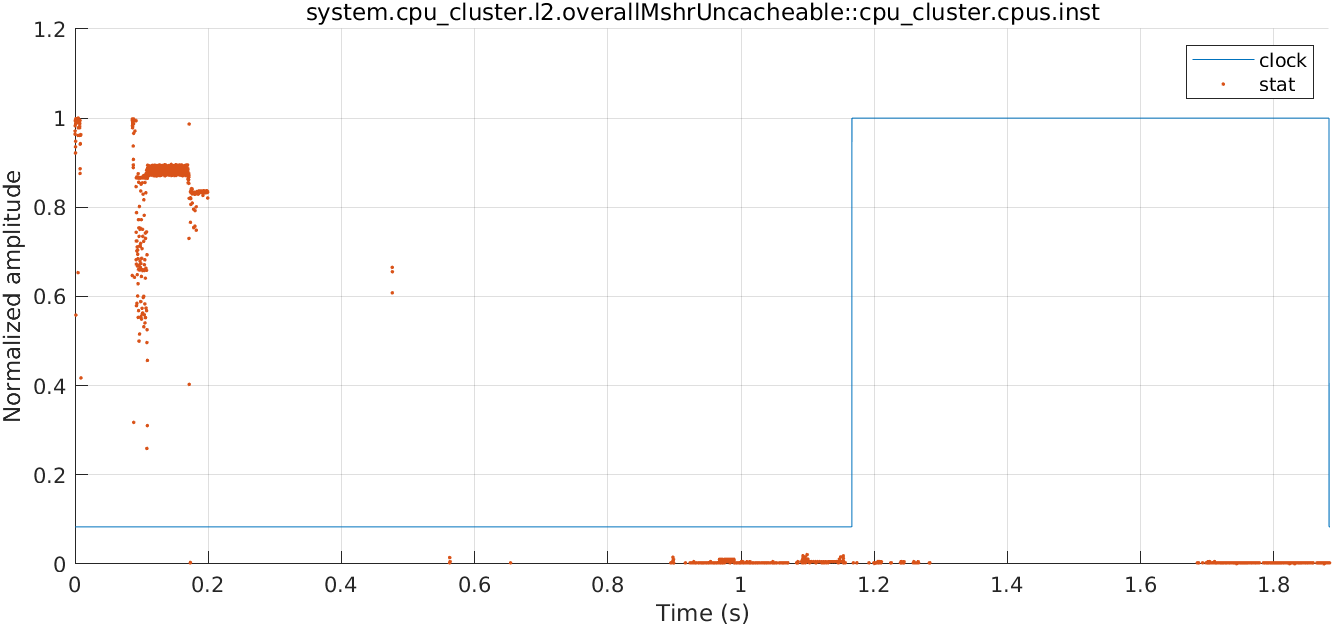 system.cpu_cluster.l2.overallMshrUncacheable::cpu_cluster.cpus.inst
1.2
1
0.8
0.6
0.4
0.2
0
Normalized amplitude
clock
stat
0 0.2 0.4 0.6 0.8 1 1.2 1.4 1.6 1.8
Time (s)